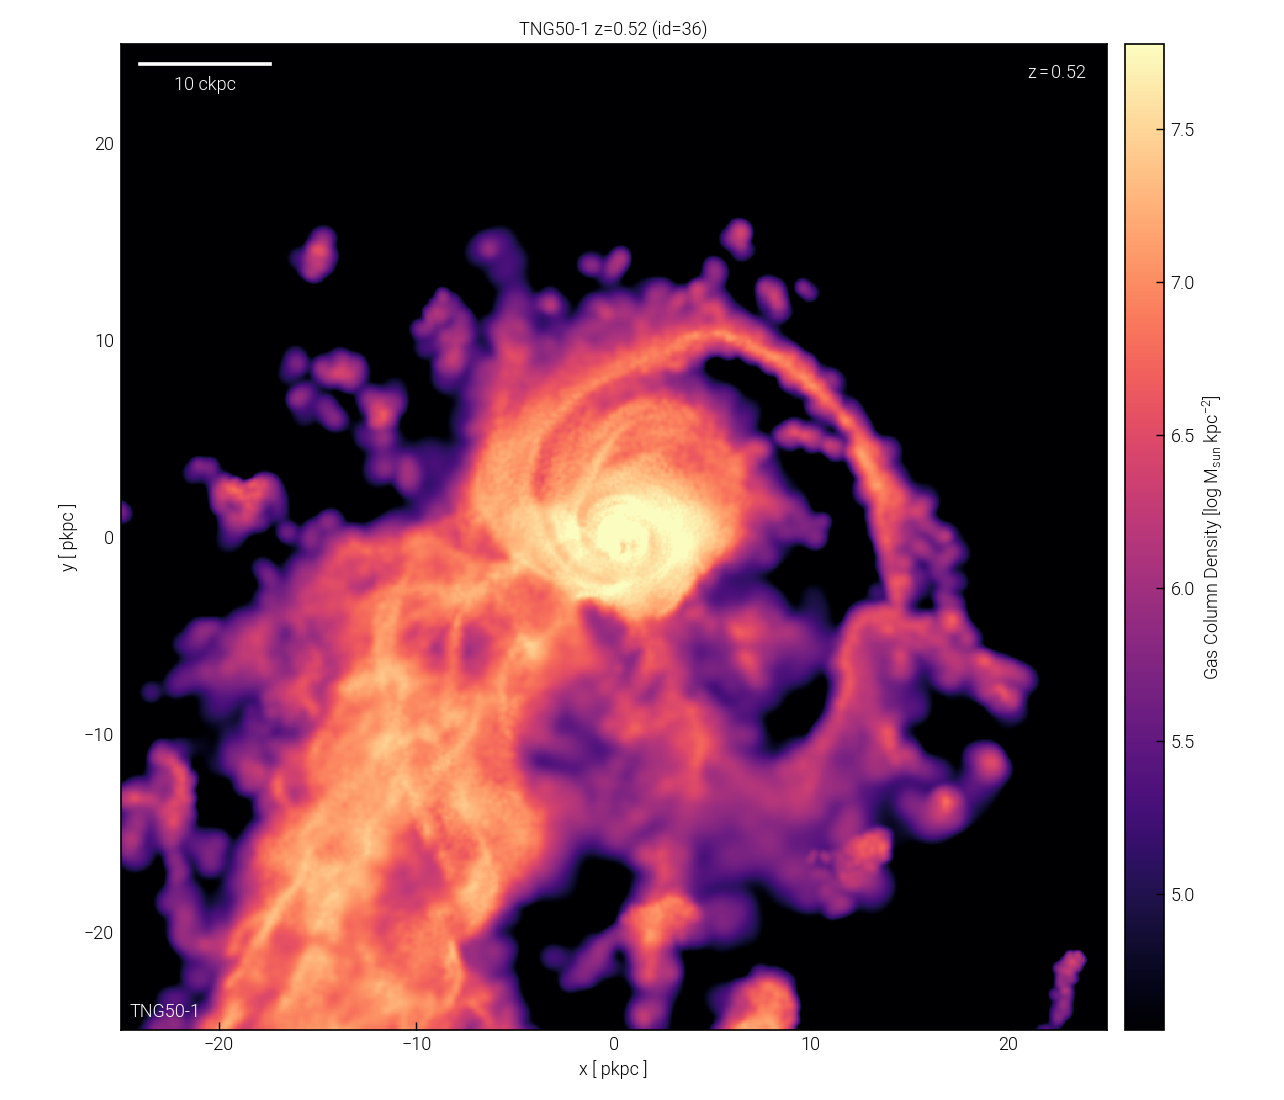 TNG50-1 z=0.52 (id=36)
10 ckpc
z = 0.52
20
10
0
−10
−20
y [ pkpc ]
TNG50-1
−20
−10
0
10
20
x [ pkpc ]
7.5
7.0
6.5
6.0
5.5
5.0
Gas Column Density [log M_sun kpc⁻²]